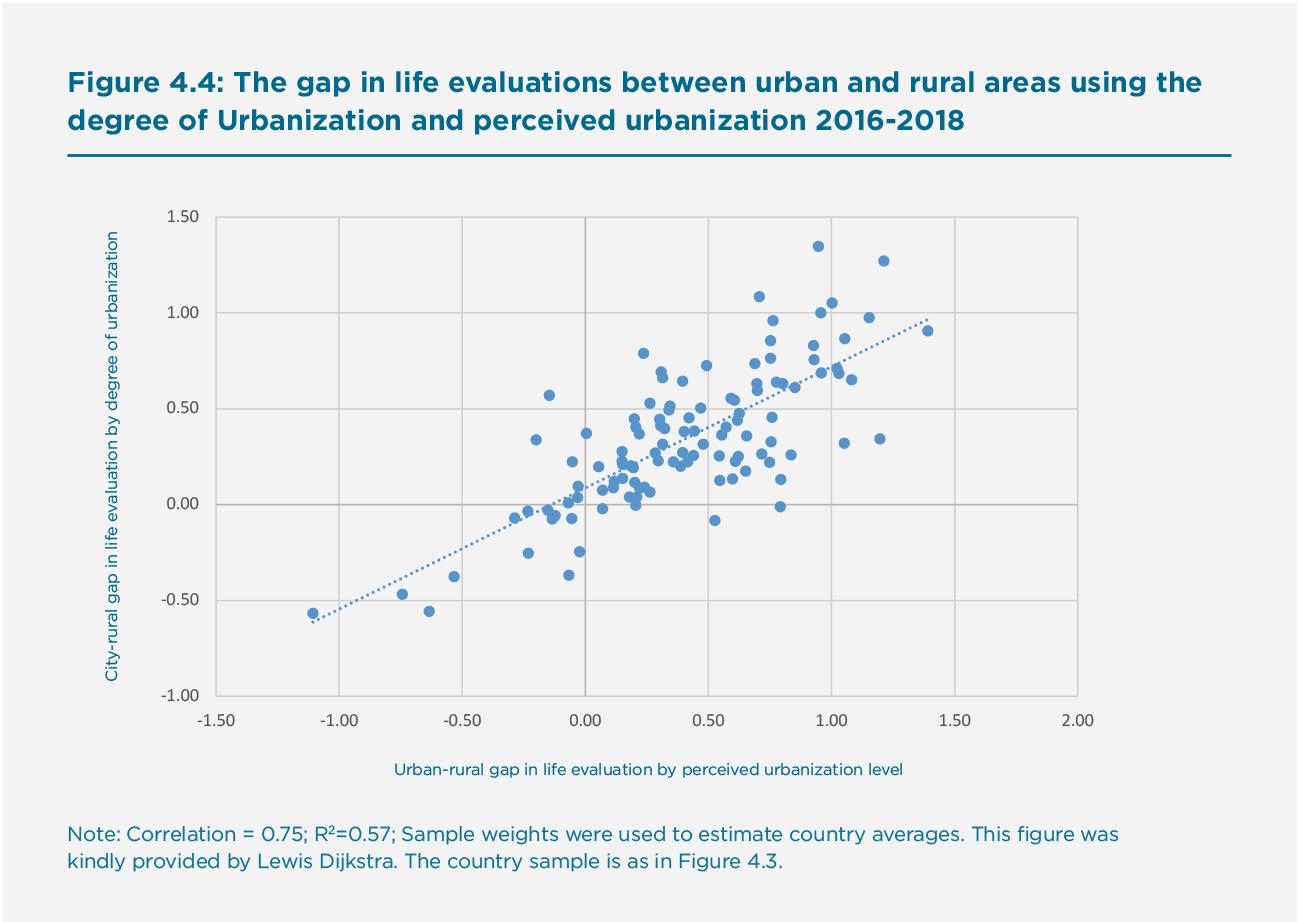 Figure 4.4: The gap in life evaluations between urban and rural areas using the
degree of Urbanization and perceived urbanization 2016-2018
City-rural gap in life evaluation by degree of urbanization
1.50
1.00
0.50
0.00
-0.50
-1.00
-1.50 -1.00 -0.50 0.00 0.50 1.00 1.50 2.00
Urban-rural gap in life evaluation by perceived urbanization level
Note: Correlation = 0.75; R²=0.57; Sample weights were used to estimate country averages. This figure was
kindly provided by Lewis Dijkstra. The country sample is as in Figure 4.3.